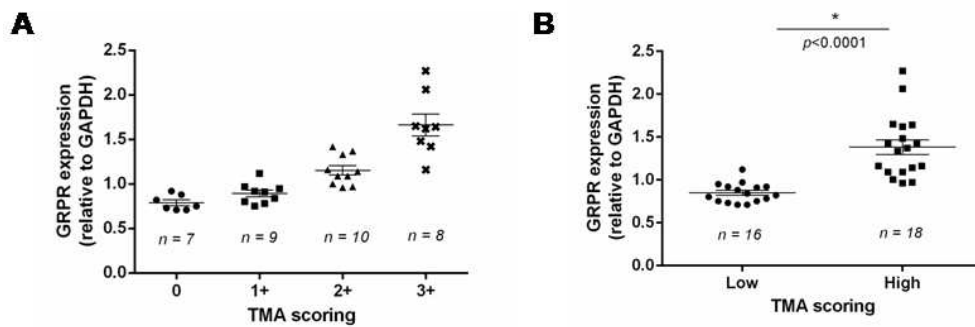 A
GRPR expression
(relative to GAPDH)
2.5
2.0
1.5
1.0
0.5
0.0
n = 7
n = 9
n = 10
n = 8
0
1+
2+
3+
TMA scoring
B
*
p<0.0001
GRPR expression
(relative to GAPDH)
2.5
2.0
1.5
1.0
0.5
0.0
n = 16
n = 18
Low
High
TMA scoring